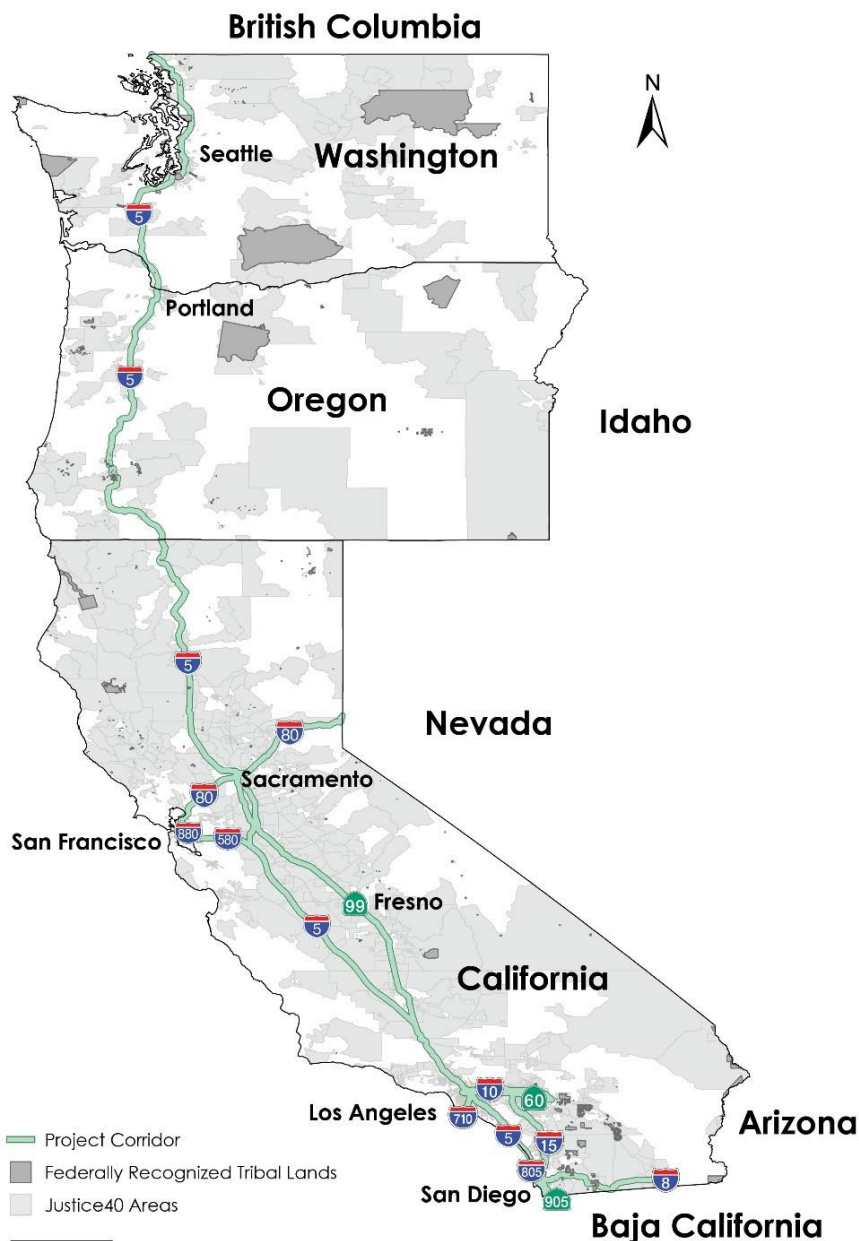 British Columbia
N
Seattle
Washington
5
Portland
5
Oregon
Idaho
5
Nevada
80
Sacramento
80
San Francisco
880
580
99
Fresno
5
California
10
60
Los Angeles
710
Arizona
5
15
Project Corridor
Federally Recognized Tribal Lands
805
8
San Diego
905
Justice40 Areas
Baja California